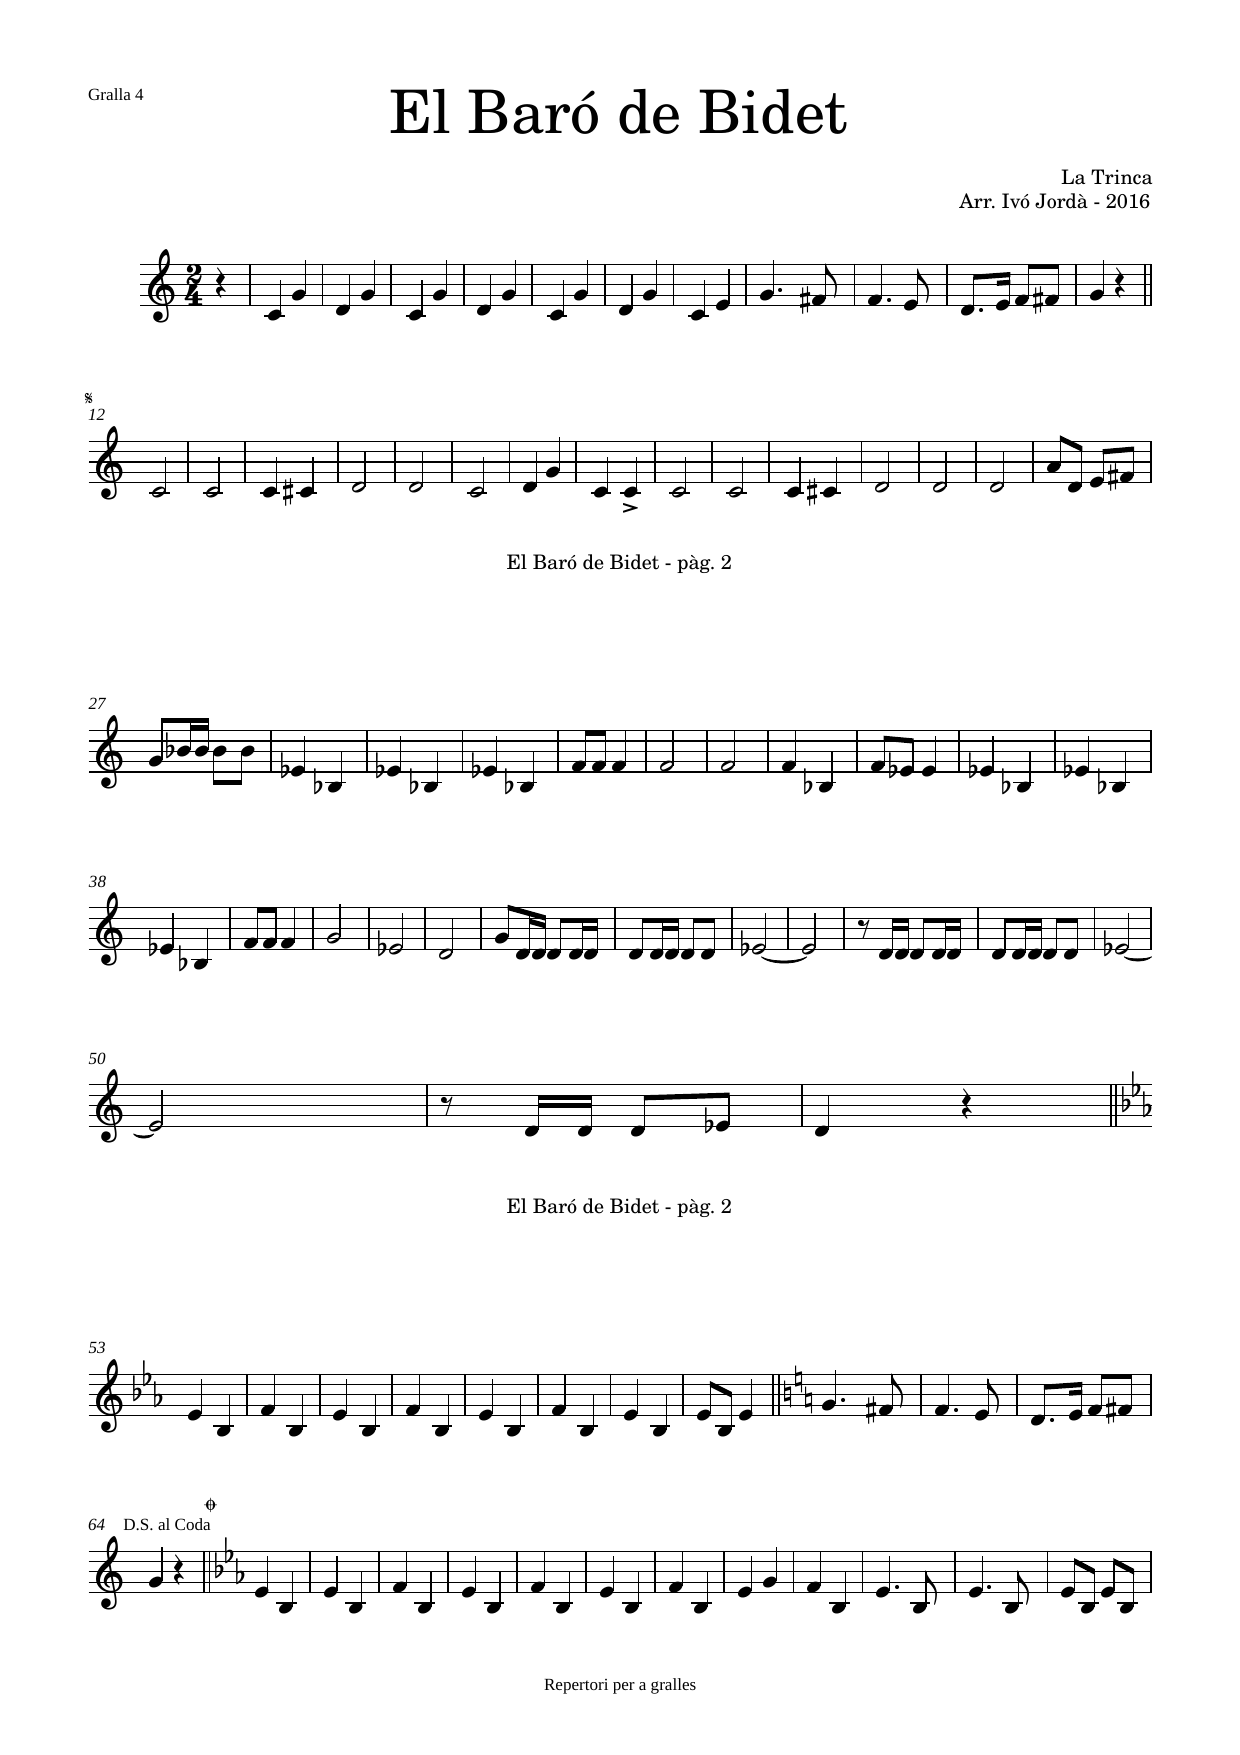 Gralla 4
El Baró de Bidet
La Trinca
Arr. Ivó Jordà - 2016
12
El Baró de Bidet - pàg. 2
27
38
50
El Baró de Bidet - pàg. 2
53
64 D.S. al Coda
Repertori per a gralles